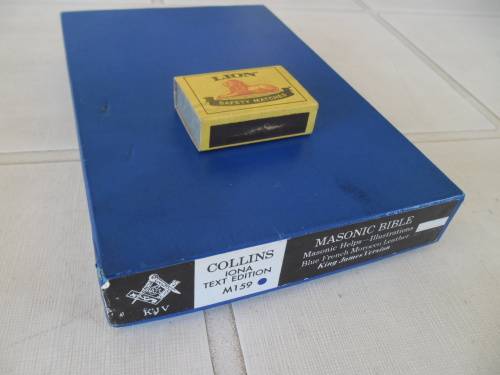 LION
SAFETY MATCHES
KJV
COLLINS
IONA
TEXT EDITION
M159
MASONIC BIBLE
Masonic Helps—Illustrations
Blue French Morocco Leather
King James Version